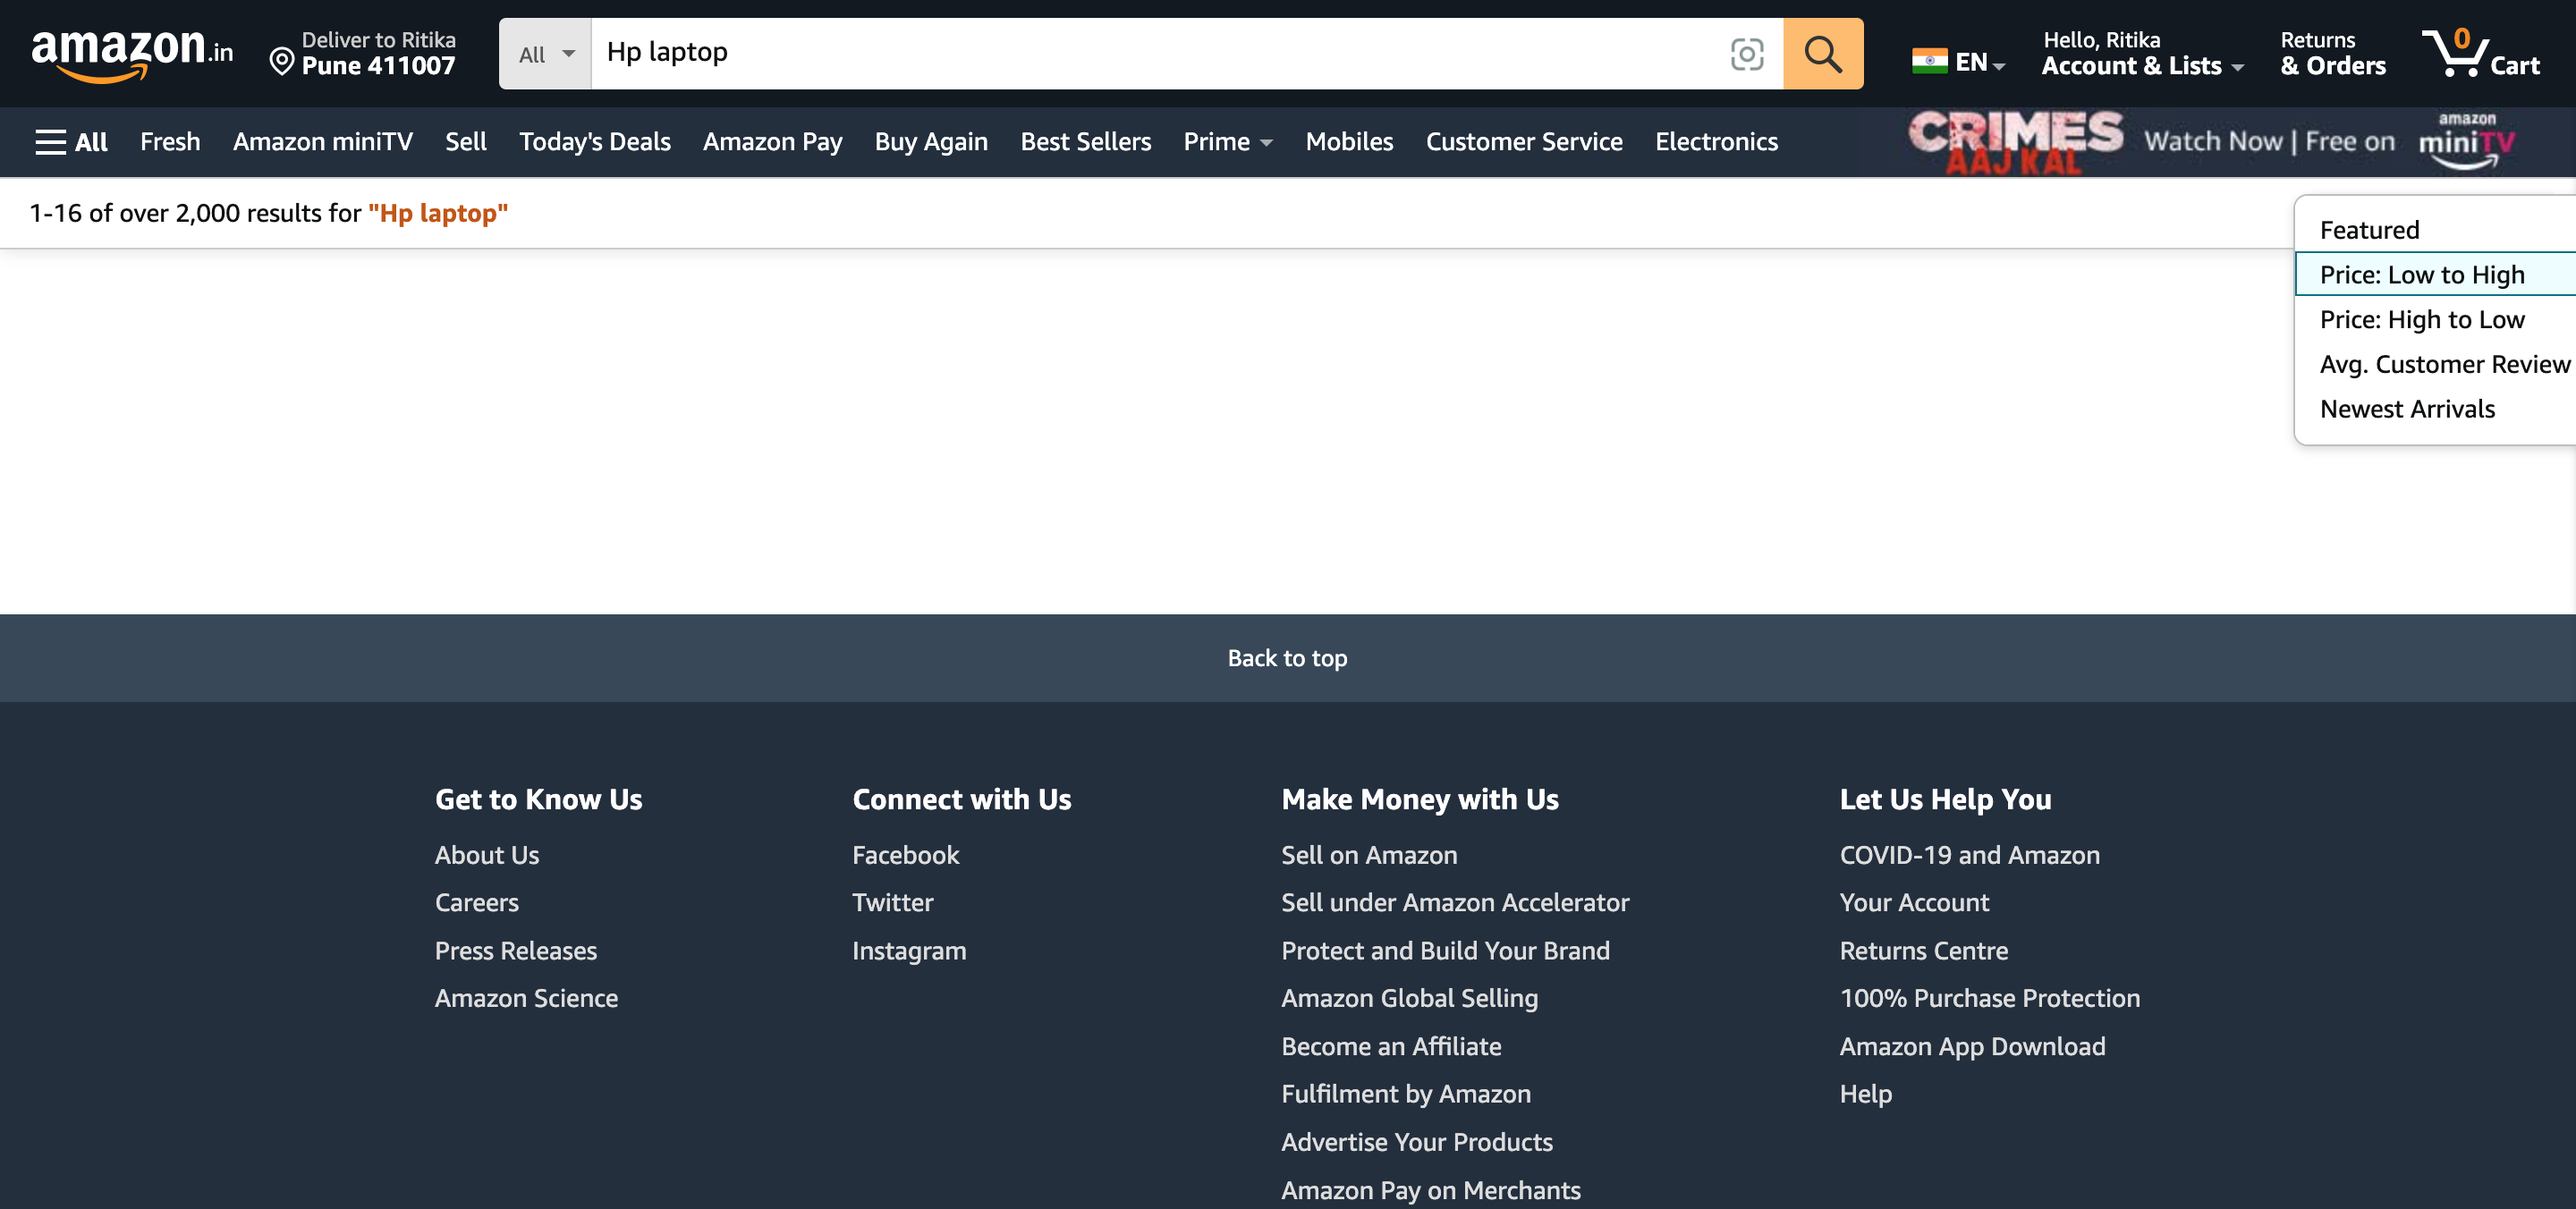 amazon.in
Deliver to Ritika
Pune 411007
All
Hp laptop
EN
Hello, Ritika
Account & Lists
Returns
& Orders
0
Cart
All
Fresh
Amazon miniTV
Sell
Today's Deals
Amazon Pay
Buy Again
Best Sellers
Prime
Mobiles
Customer Service
Electronics
CRIMES
AAJ KAL
Watch Now | Free on
amazon
miniTV
1-16 of over 2,000 results for "Hp laptop"
Featured
Price: Low to High
Price: High to Low
Avg. Customer Review
Newest Arrivals
Back to top
Get to Know Us
About Us
Careers
Press Releases
Amazon Science
Connect with Us
Facebook
Twitter
Instagram
Make Money with Us
Sell on Amazon
Sell under Amazon Accelerator
Protect and Build Your Brand
Amazon Global Selling
Become an Affiliate
Fulfilment by Amazon
Advertise Your Products
Amazon Pay on Merchants
Let Us Help You
COVID-19 and Amazon
Your Account
Returns Centre
100% Purchase Protection
Amazon App Download
Help